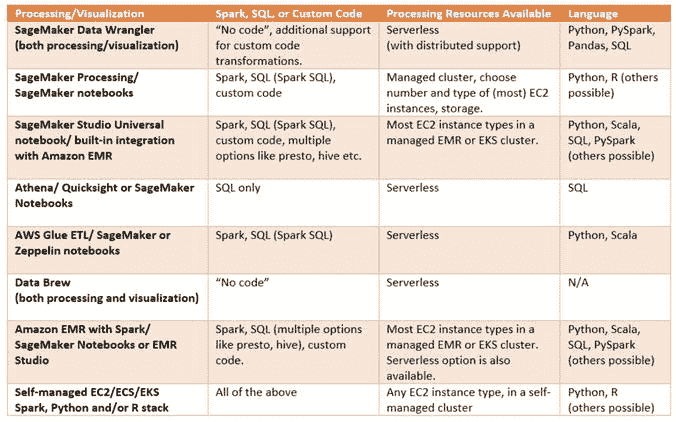 Processing/Visualization
Spark, SQL, or Custom Code
Processing Resources Available
Language
SageMaker Data Wrangler
(both processing/visualization)
“No code”, additional support
for custom code
transformations.
Serverless
(with distributed support)
Python, PySpark,
Pandas, SQL
SageMaker Processing/
SageMaker notebooks
Spark, SQL (Spark SQL),
custom code
Managed cluster, choose
number and type of (most) EC2
instances, storage.
Python, R (others
possible)
SageMaker Studio Universal
notebook/ built-in integration
with Amazon EMR
Spark, SQL (Spark SQL),
custom code, multiple
options like presto, hive etc.
Most EC2 instance types in a
managed EMR or EKS cluster.
Python, Scala,
SQL, PySpark
(others possible)
Athena/ Quicksight or SageMaker
Notebooks
SQL only
Serverless
SQL
AWS Glue ETL/ SageMaker or
Zeppelin notebooks
Spark, SQL (Spark SQL)
Serverless
Python, Scala
Data Brew
(both processing and visualization)
“No code”
Serverless
N/A
Amazon EMR with Spark/
SageMaker Notebooks or EMR
Studio
Spark, SQL (multiple options
like presto, hive), custom
code.
Most EC2 instance types in a
managed EMR or EKS cluster.
Serverless option is also
available.
Python, Scala,
SQL, PySpark
(others possible)
Self-managed EC2/ECS/EKS
Spark, Python and/or R stack
All of the above
Any EC2 instance type, in a self-
managed cluster
Python, R
(others possible)